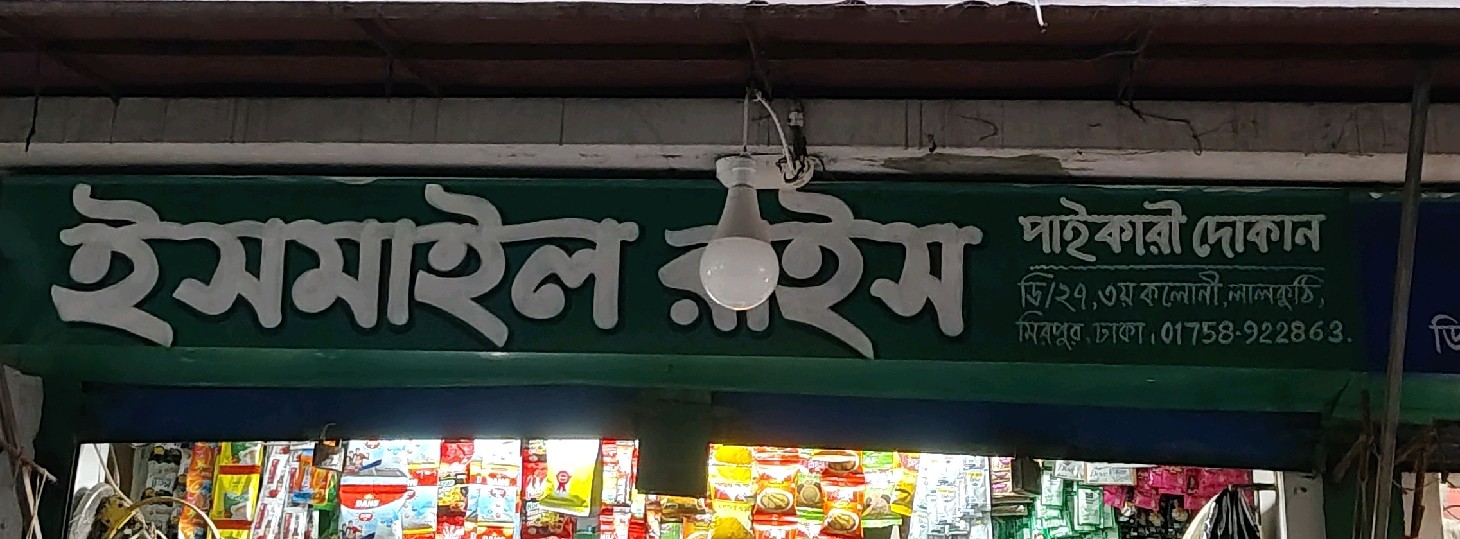 ইসমাইল রাইস
পাইকারী দোকান
ডি/২৭,৩য় কলোনী,লালকুঠি,
মিরপুর, ঢাকা, 01758-922863.
ডি